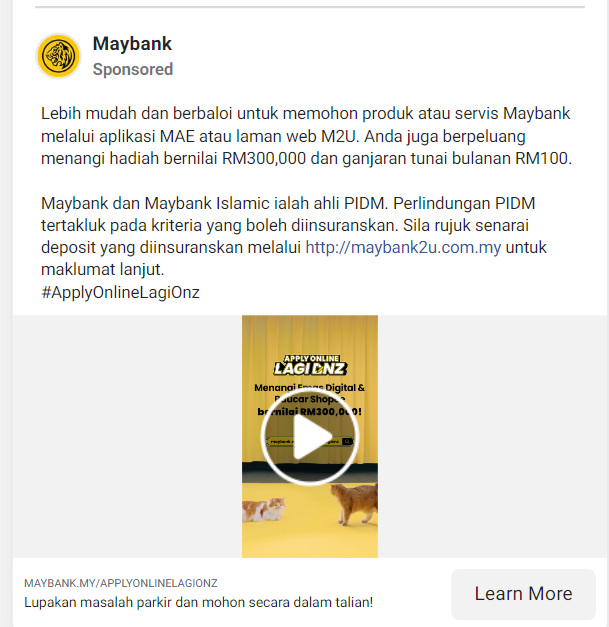 Maybank
Sponsored
Lebih mudah dan berbaloi untuk memohon produk atau servis Maybank
melalui aplikasi MAE atau laman web M2U. Anda juga berpeluang
menangi hadiah bernilai RM300,000 dan ganjaran tunai bulanan RM100.
Maybank dan Maybank Islamic ialah ahli PIDM. Perlindungan PIDM
tertakluk pada kriteria yang boleh diinsuranskan. Sila rujuk senarai
deposit yang diinsuranskan melalui http://maybank2u.com.my untuk
maklumat lanjut.
#ApplyOnlineLagiOnz
APPLY ONLINE
LAGI ONZ
Menangi Emas Digital &
Baucar Shopee
bernilai RM300,000!
MAYBANK.MY/APPLYONLINELAGIONZ
Lupakan masalah parkir dan mohon secara dalam talian!
Learn More